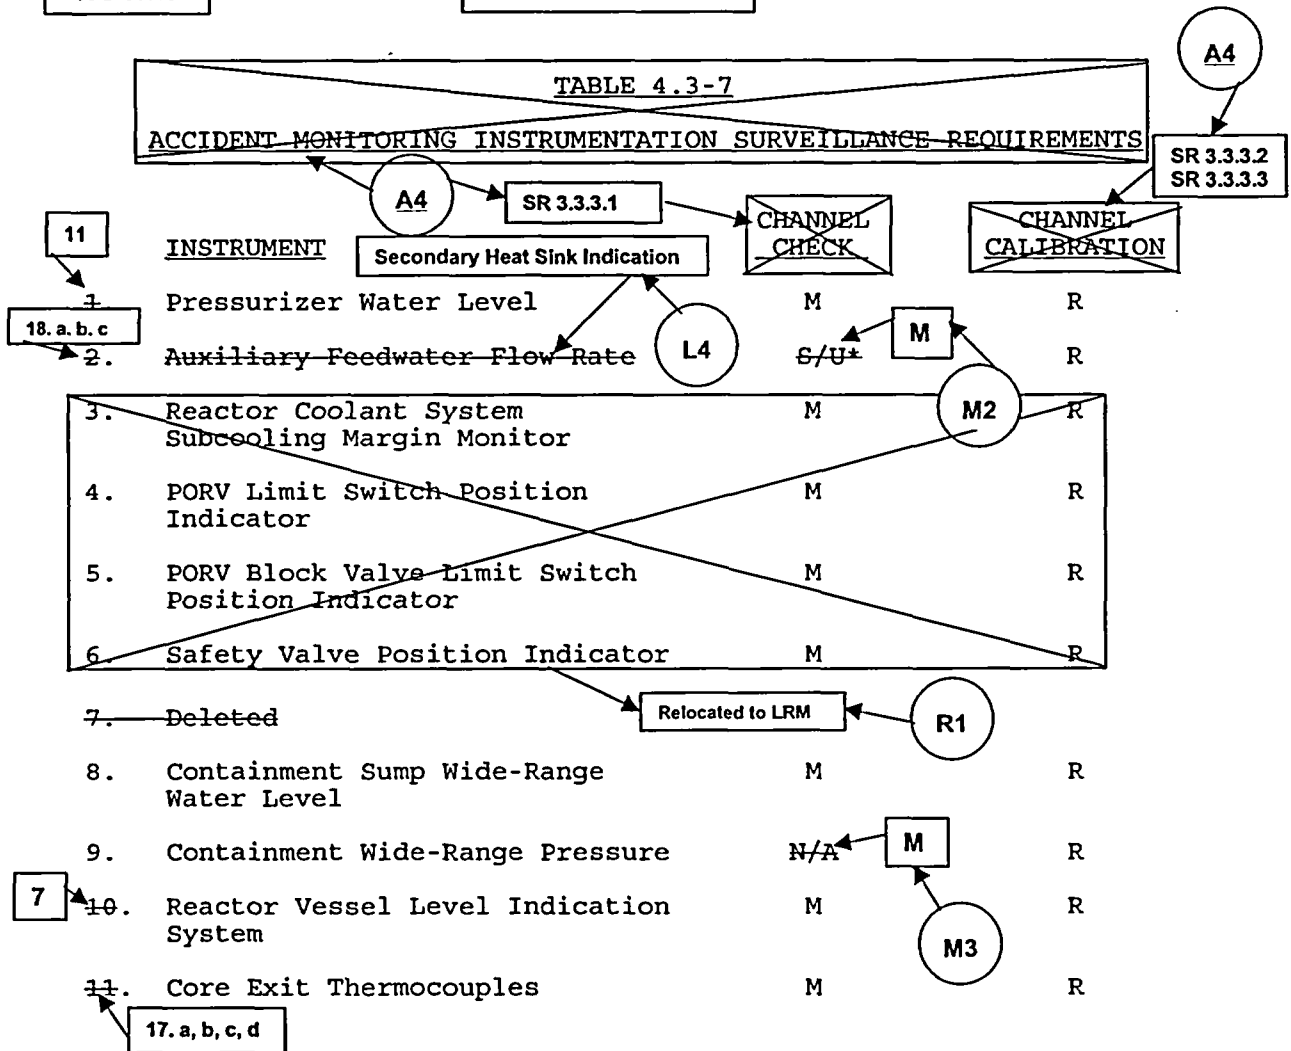 A4
TABLE 4.3-7
ACCIDENT MONITORING INSTRUMENTATION SURVEILLANCE REQUIREMENTS
SR 3.3.3.2
SR 3.3.3.3
A4
SR 3.3.3.1
11
INSTRUMENT
Secondary Heat Sink Indication
CHANNEL
CHECK
CHANNEL
CALIBRATION
1 Pressurizer Water Level M R
18. a. b. c
2. Auxiliary Feedwater Flow Rate L4 S/U* M R
3. Reactor Coolant System M M2 R
Subcooling Margin Monitor
4. PORV Limit Switch Position M R
Indicator
5. PORV Block Valve Limit Switch M R
Position Indicator
6. Safety Valve Position Indicator M R
7. Deleted
Relocated to LRM
R1
8. Containment Sump Wide-Range M R
Water Level
9. Containment Wide-Range Pressure N/A M R
7
10. Reactor Vessel Level Indication M R
System
M3
11. Core Exit Thermocouples M R
17. a, b, c, d